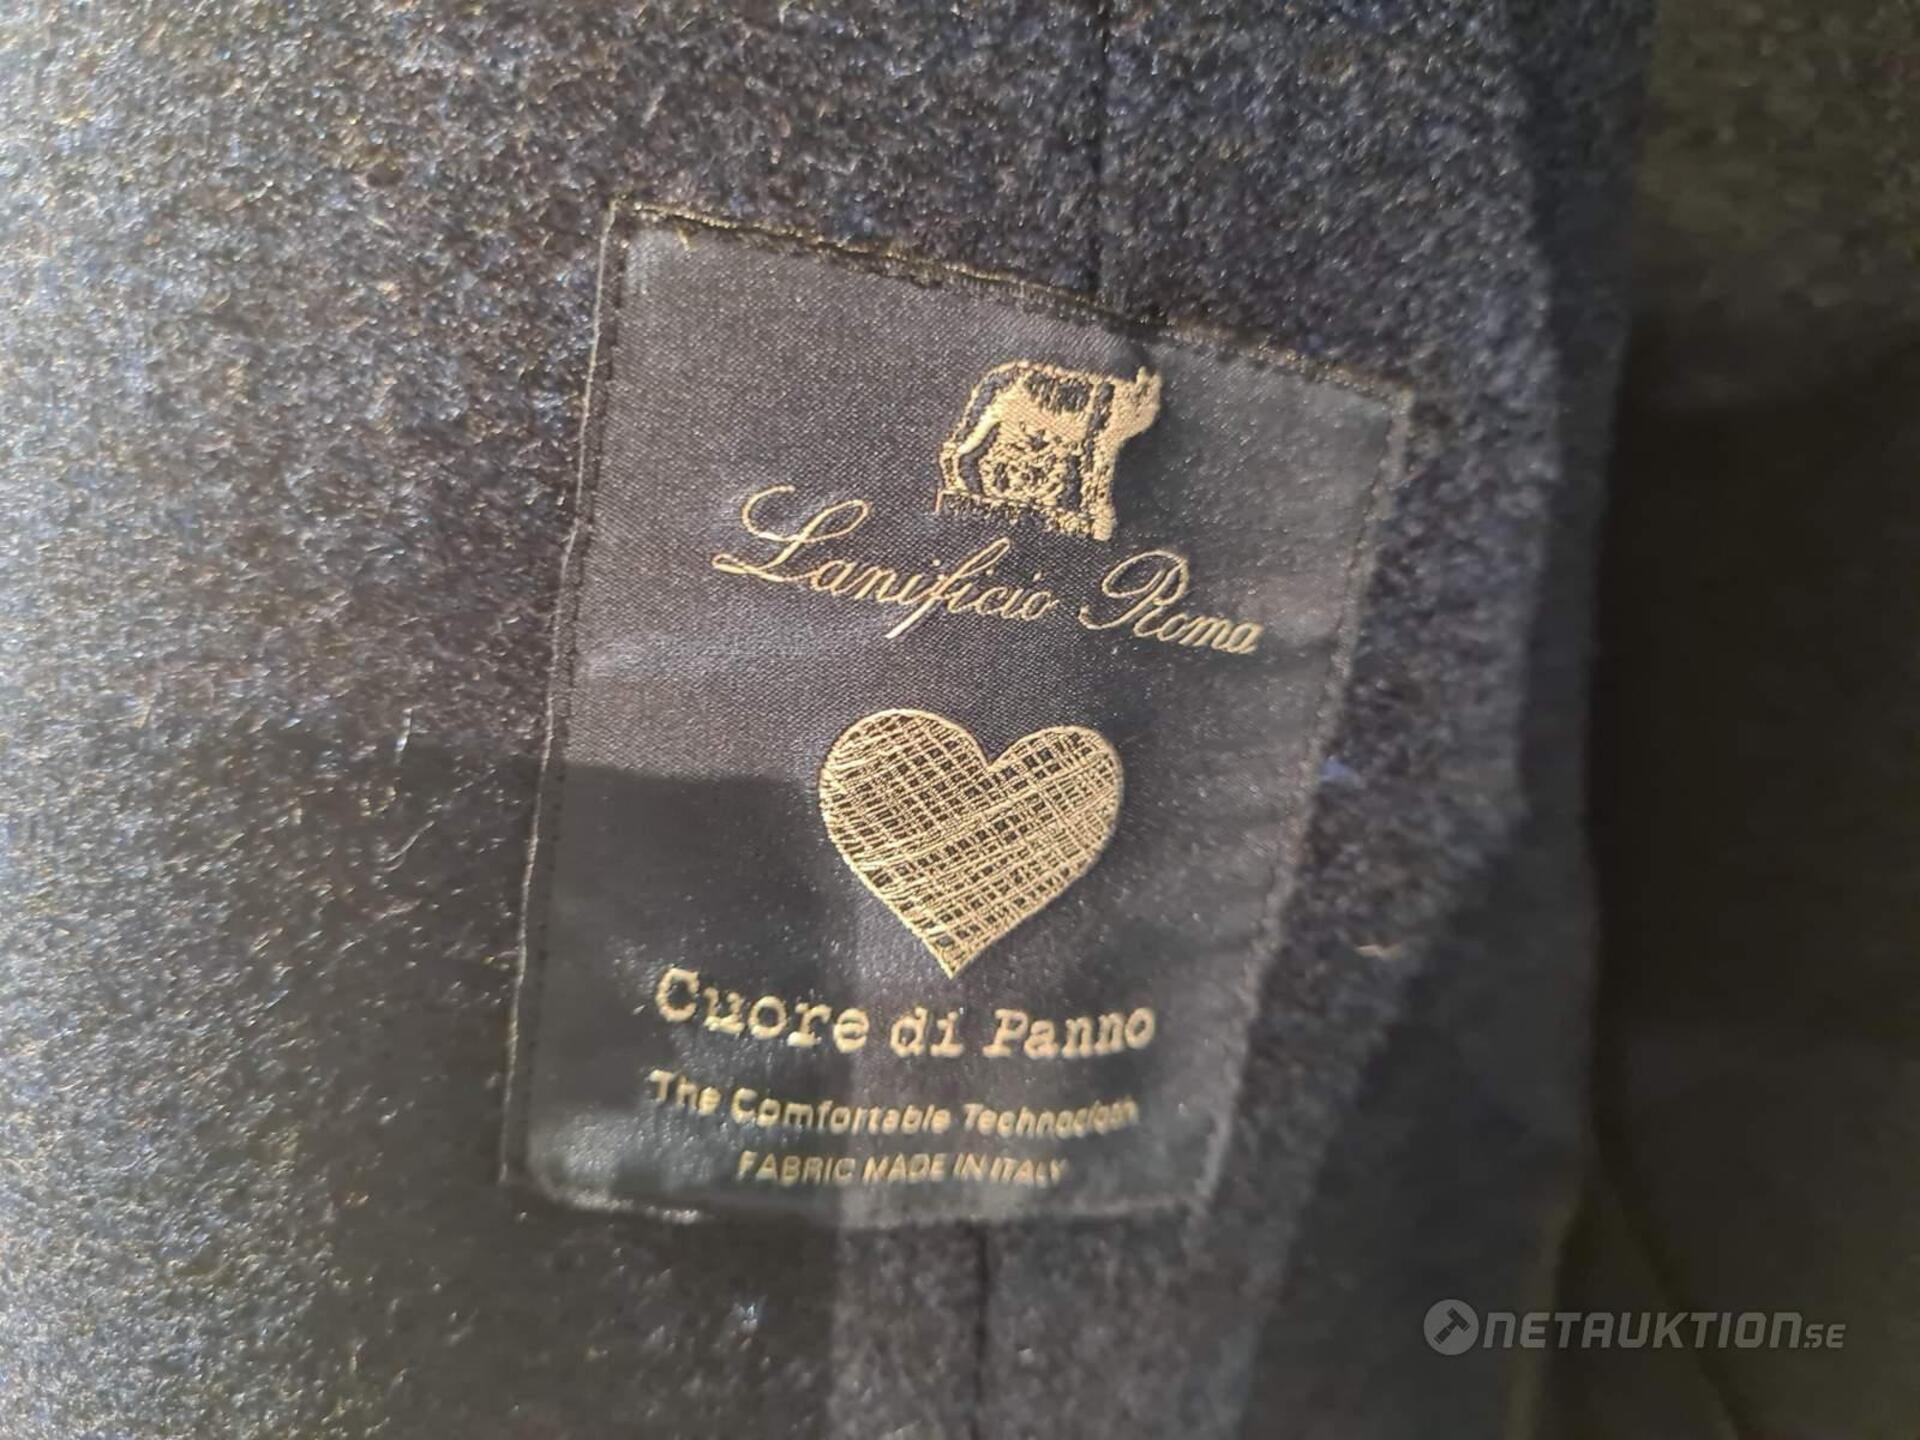 Lanificio Roma
Cuore di Panno
The Comfortable Technocloth
FABRIC MADE IN ITALY
NETAUKTION.SE